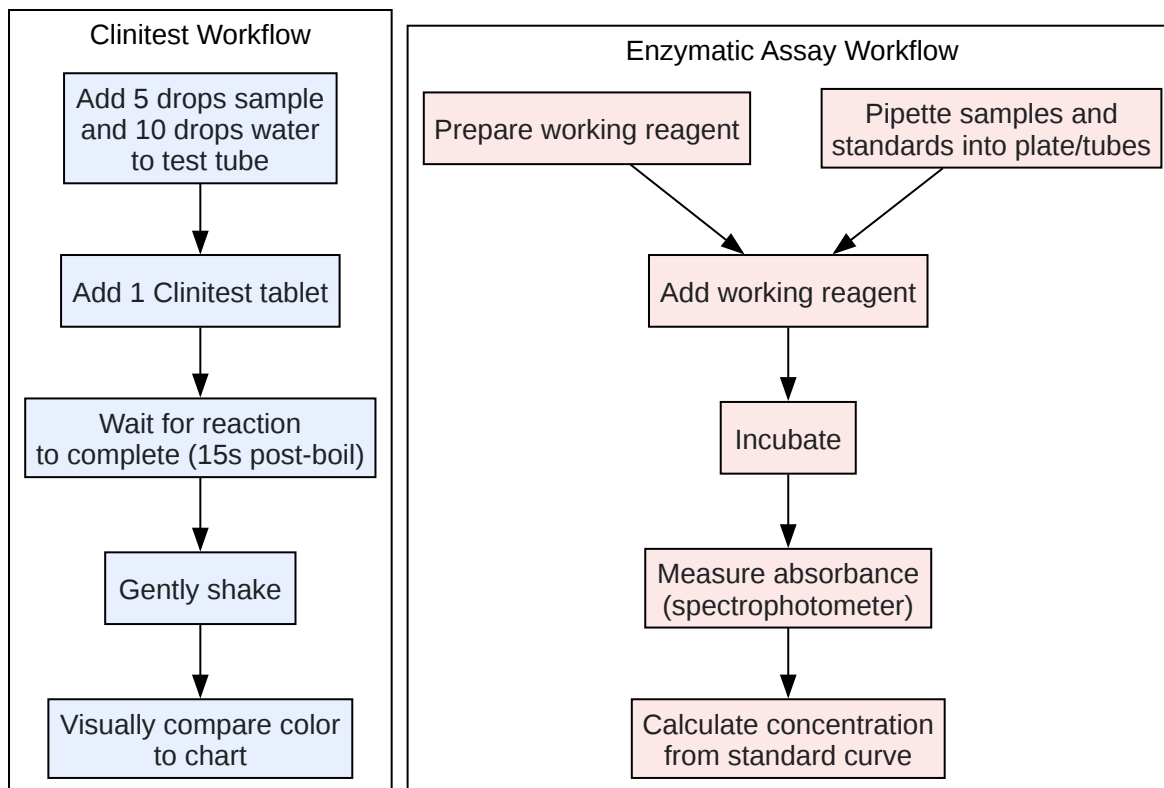 Clinitest Workflow
Add 5 drops sample
and 10 drops water
to test tube
Add 1 Clinitest tablet
Wait for reaction
to complete (15s post-boil)
Gently shake
Visually compare color
to chart
Enzymatic Assay Workflow
Prepare working reagent
Pipette samples and
standards into plate/tubes
Add working reagent
Incubate
Measure absorbance
(spectrophotometer)
Calculate concentration
from standard curve